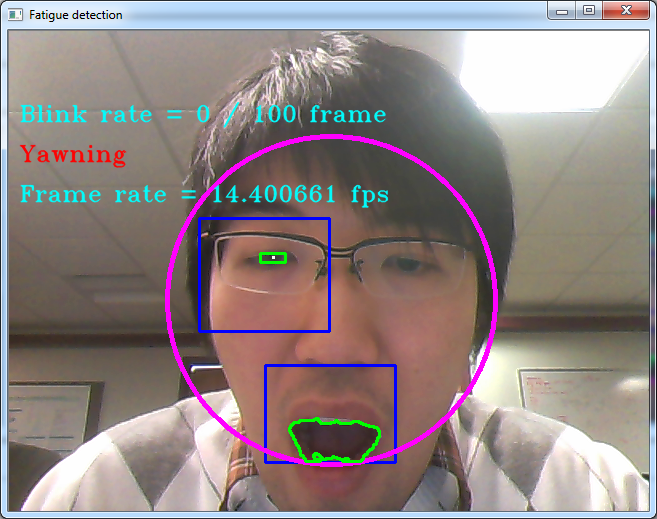 Fatigue detection
Blink rate = 0 / 100 frame
Yawning
Frame rate = 14.400661 fps